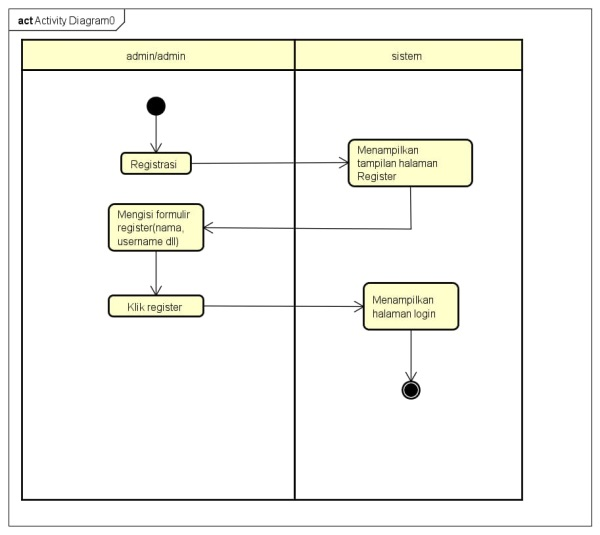 act Activity Diagram0
admin/admin
sistem
Registrasi
Menampilkan
tampilan halaman
Register
Mengisi formulir
register(nama,
username dll)
Klik register
Menampilkan
halaman login